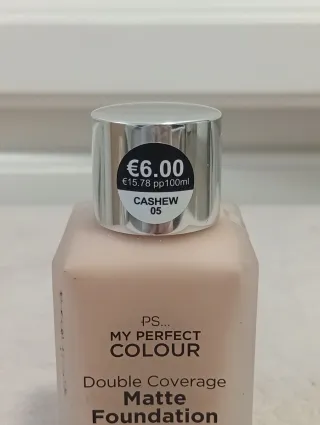 €6.00
€15.78 pp100ml
CASHEW
05
PS...
MY PERFECT
COLOUR
Double Coverage
Matte
Foundation